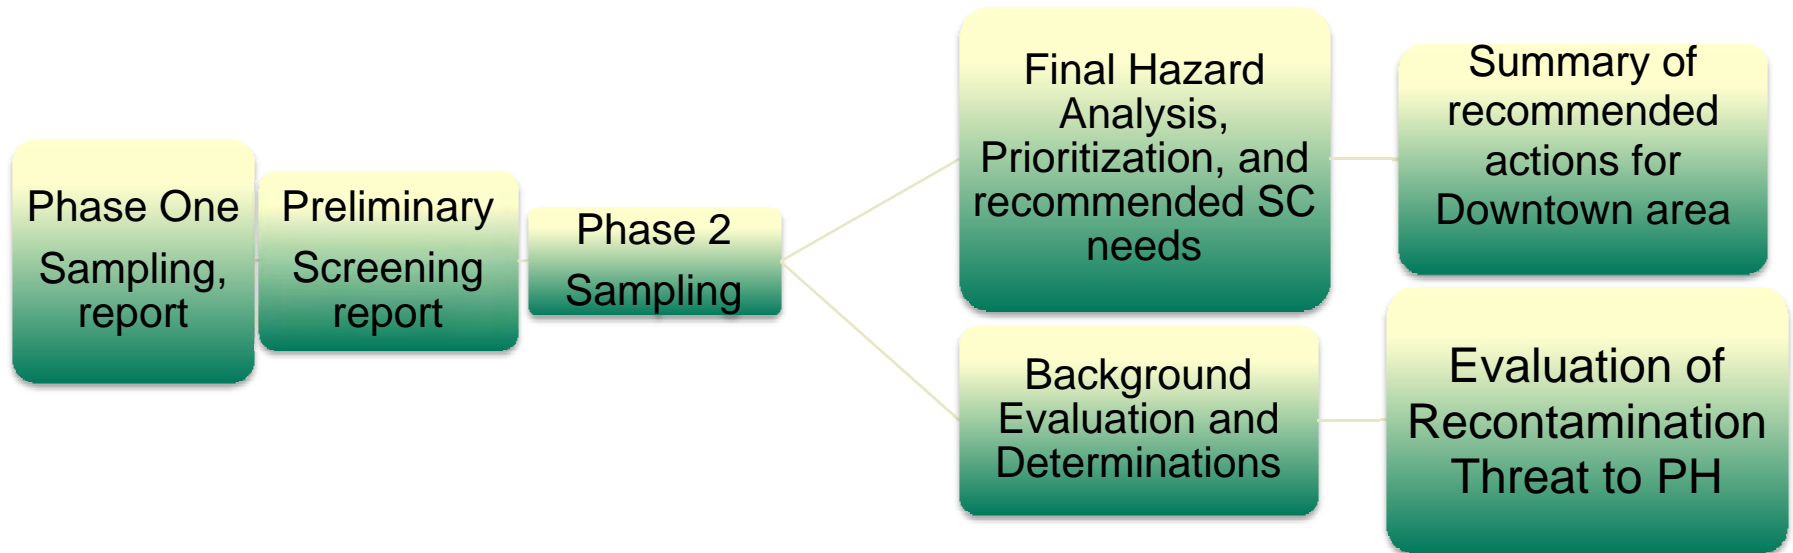 Phase One
Sampling,
report
Preliminary
Screening
report
Phase 2
Sampling
Final Hazard
Analysis,
Prioritization, and
recommended SC
needs
Summary of
recommended
actions for
Downtown area
Background
Evaluation and
Determinations
Evaluation of
Recontamination
Threat to PH